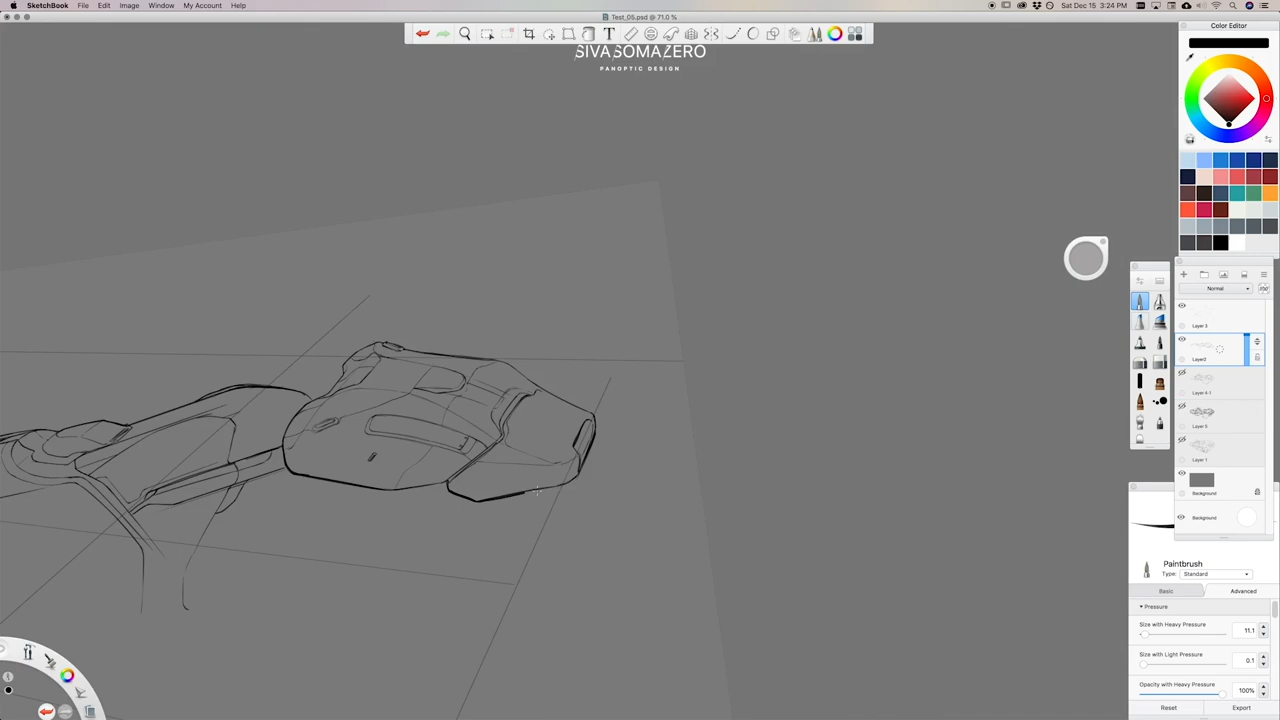 SketchBook File Edit Image Window My Account Help
Sat Dec 15 3:24 PM
Test_05.psd @ 71.0 %
SIVASOMAZERO
PANOPTIC DESIGN
Color Editor
Normal
100
Layer 3
Layer2
Layer 4-1
Layer 5
Layer 1
Background
Background
Paintbrush
Type: Standard
Basic Advanced
Pressure
Size with Heavy Pressure
11.1
Size with Light Pressure
0.1
Opacity with Heavy Pressure
100%
Reset Export